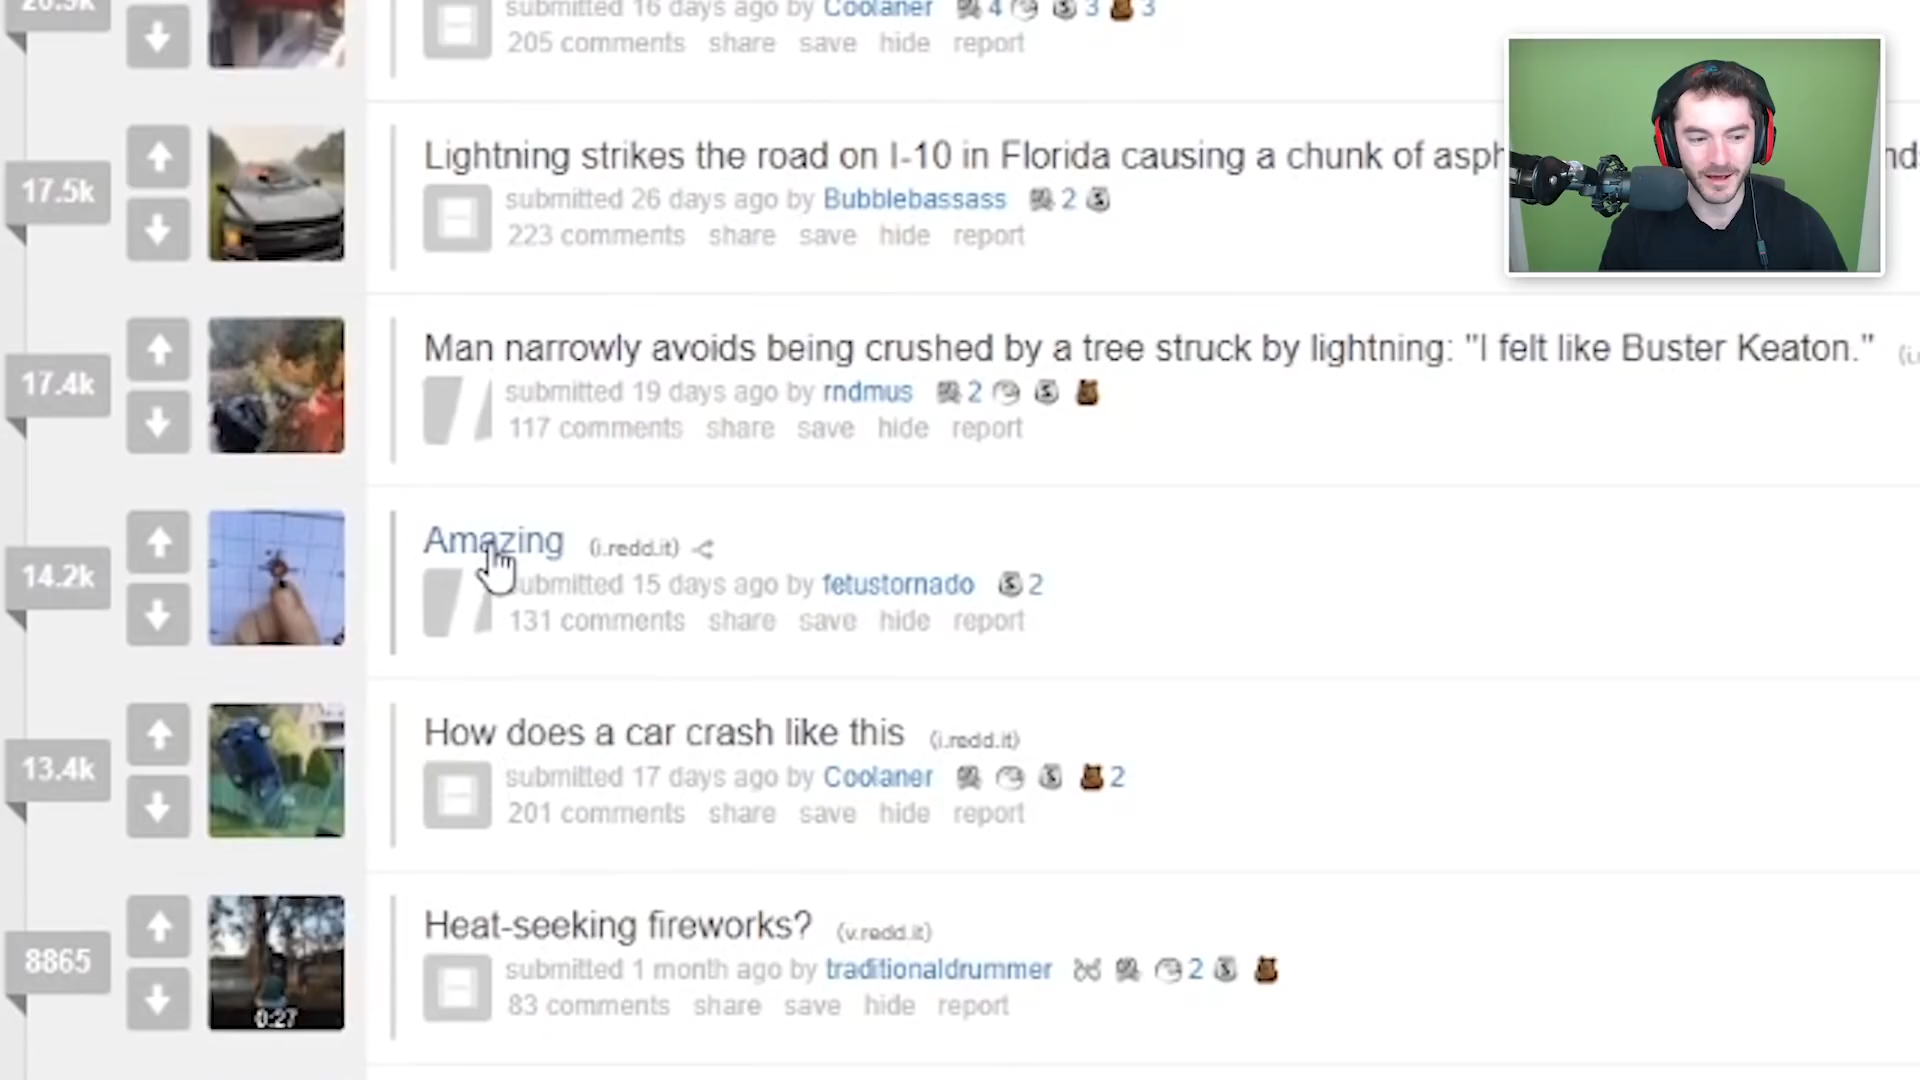 20.9k
submitted 16 days ago by Coolaner 4 3 3
205 comments share save hide report
Lightning strikes the road on I-10 in Florida causing a chunk of
17.5k
submitted 26 days ago by Bubblebassass 2
223 comments share save hide report
Man narrowly avoids being crushed by a tree struck by lightning: "I felt like Buster Keaton."
17.4k
submitted 19 days ago by rndmus 2
117 comments share save hide report
Amazing (i.redd.it)
14.2k
submitted 15 days ago by fetustornado 2
131 comments share save hide report
How does a car crash like this (i.redd.it)
13.4k
submitted 17 days ago by Coolaner 2
201 comments share save hide report
Heat-seeking fireworks? (v.redd.it)
8865
submitted 1 month ago by traditionaldrummer 2
0:27
83 comments share save hide report